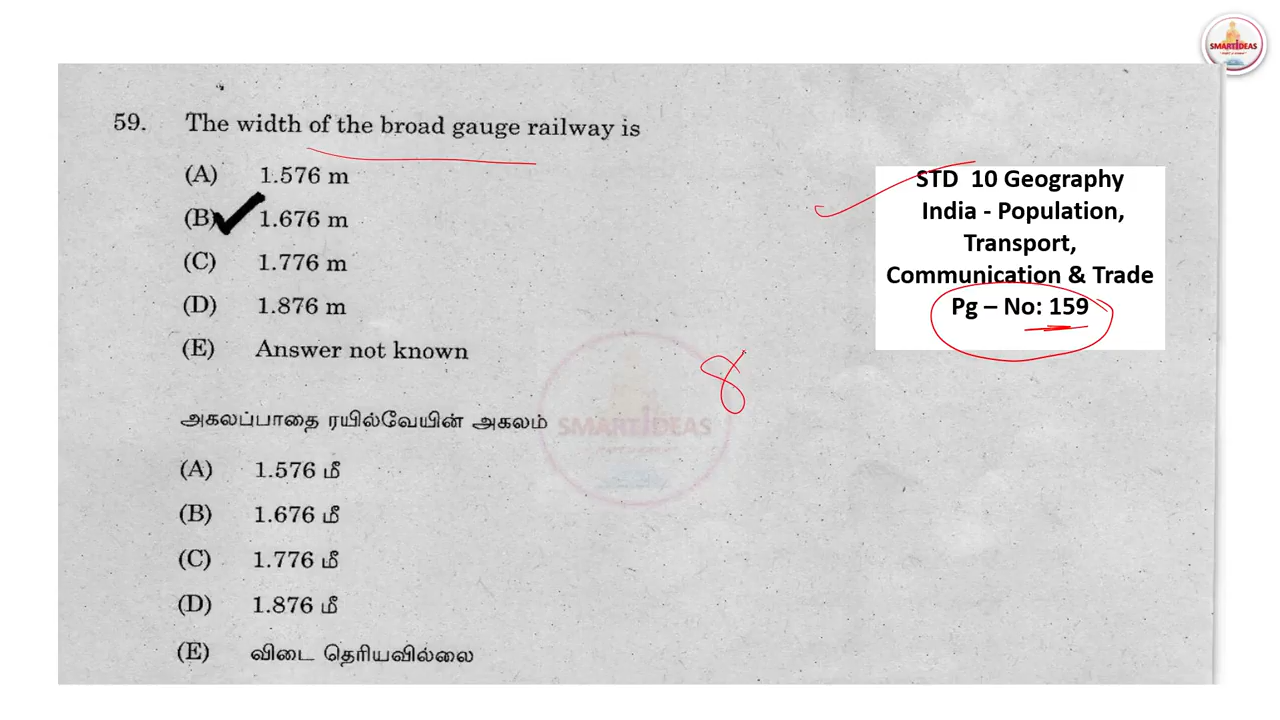 SMARTIDEAS
59. The width of the broad gauge railway is
(A) 1.576 m
(B) 1.676 m
(C) 1.776 m
(D) 1.876 m
(E) Answer not known
அகலப்பாதை ரயில்வேயின் அகலம்
(A) 1.576 மீ
(B) 1.676 மீ
(C) 1.776 மீ
(D) 1.876 மீ
(E) விடை தெரியவில்லை
STD 10 Geography
India - Population,
Transport,
Communication & Trade
Pg – No: 159
8
SMARTIDEAS